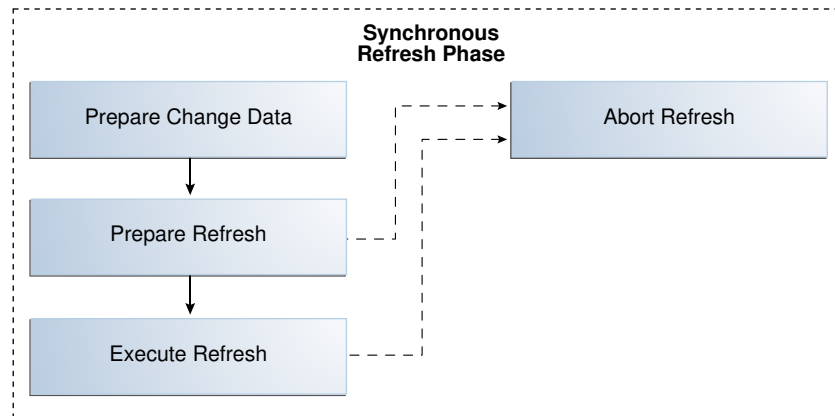 Synchronous
Refresh Phase
Prepare Change Data
Abort Refresh
Prepare Refresh
Execute Refresh